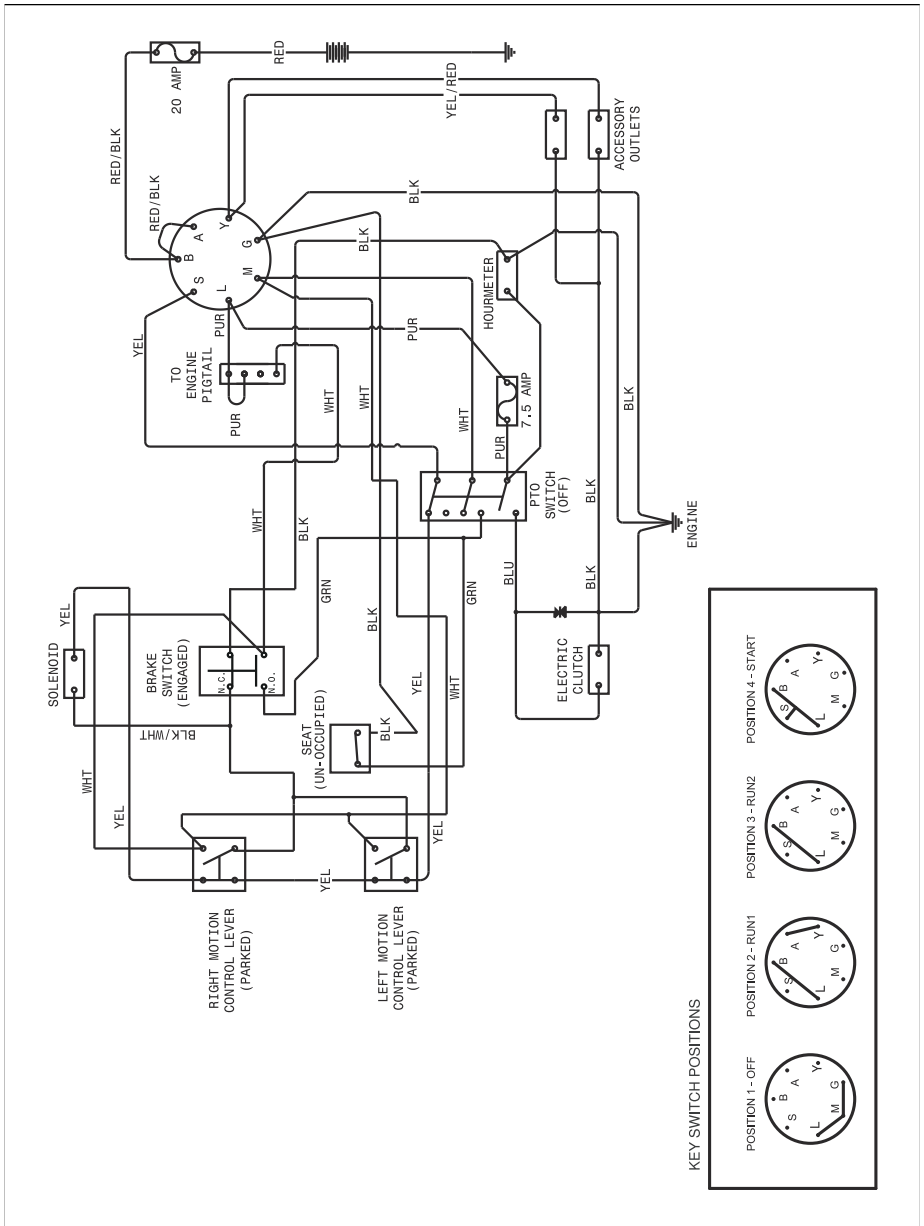 20 AMP
RED
RED/BLK
RED/BLK
YEL/RED
ACCESSORY
OUTLETS
BLK
BLK
B
A
Y
G
M
L
S
HOURMETER
YEL
PUR
PUR
TO
ENGINE
PIGTAIL
PUR
WHT
WHT
WHT
7.5 AMP
PUR
BLK
PTO
SWITCH
(OFF)
BLK
WHT
BLK
GRN
BLU
GRN
BLK
ENGINE
SOLENOID
YEL
BRAKE
SWITCH
(ENGAGED)
N.C.
N.O.
BLK
YEL
WHT
ELECTRIC
CLUTCH
BLK/WHT
SEAT
(UN-OCCUPIED)
BLK
WHT
YEL
YEL
YEL
RIGHT MOTION
CONTROL LEVER
(PARKED)
LEFT MOTION
CONTROL LEVER
(PARKED)
KEY SWITCH POSITIONS
POSITION 1 - OFF
S
B
A
Y
G
M
L
POSITION 2 - RUN1
S
B
A
Y
G
M
L
POSITION 3 - RUN2
S
B
A
Y
G
M
L
POSITION 4 - START
S
B
A
Y
G
M
L